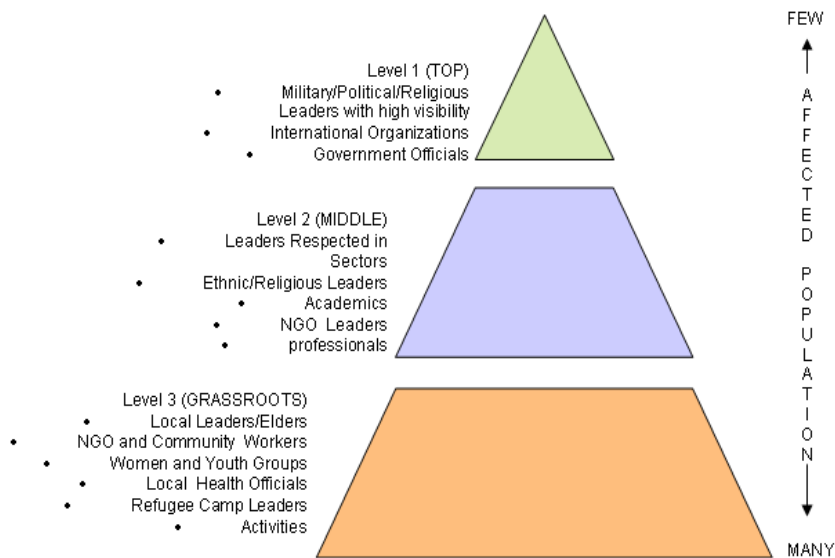 FEW
Level 1 (TOP)
• Military/Political/Religious
Leaders with high visibility
• International Organizations
• Government Officials
Level 2 (MIDDLE)
• Leaders Respected in
Sectors
• Ethnic/Religious Leaders
• Academics
• NGO Leaders
• professionals
Level 3 (GRASSROOTS)
• Local Leaders/Elders
• NGO and Community Workers
• Women and Youth Groups
• Local Health Officials
• Refugee Camp Leaders
• Activities
AFFECTED POPULATION
MANY